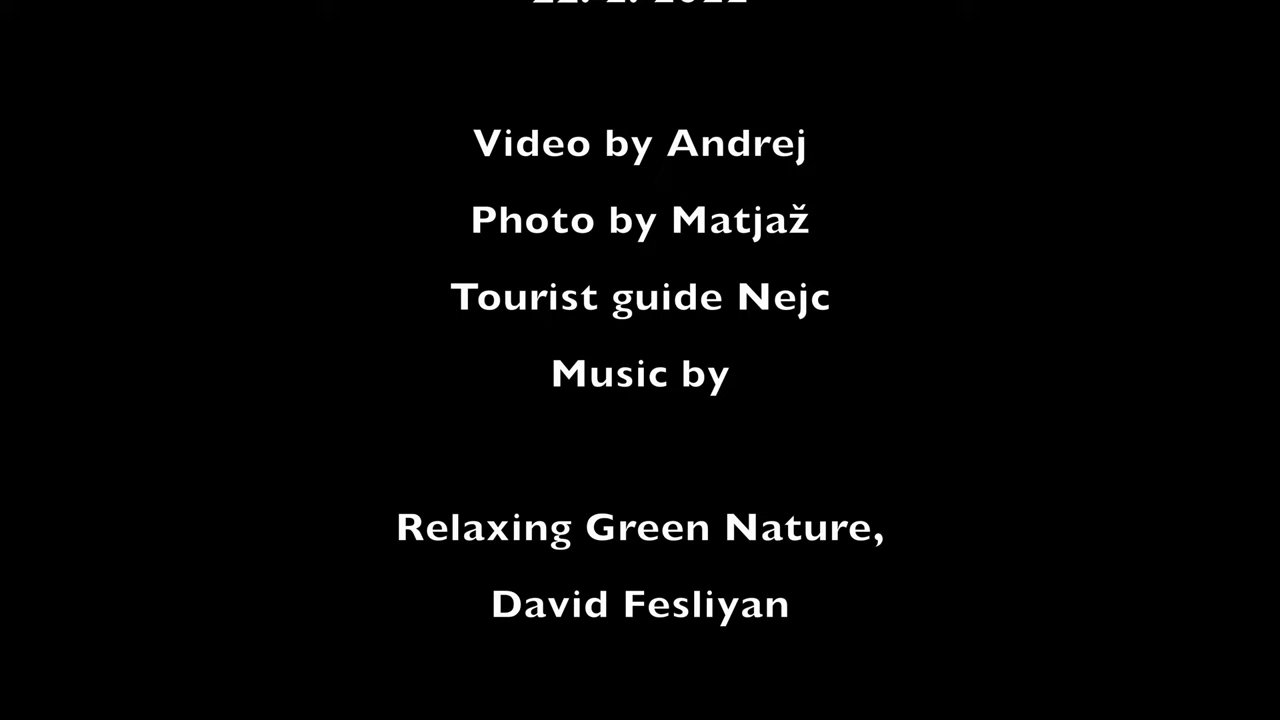 Video by Andrej
Photo by Matjaž
Tourist guide Nejc
Music by
Relaxing Green Nature,
David Fesliyan